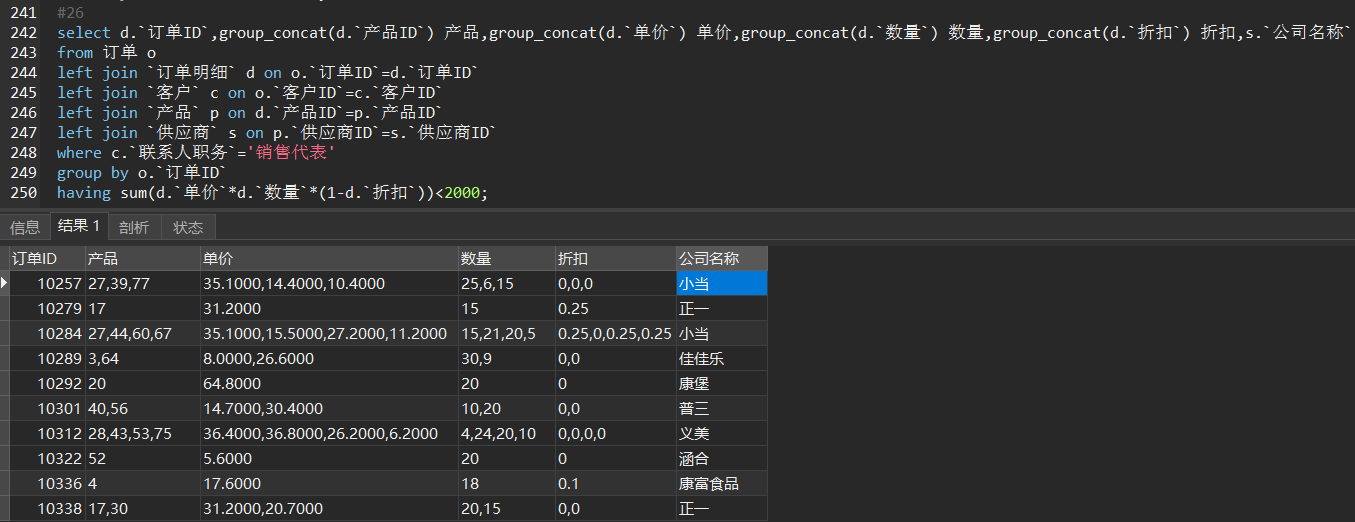 241 #26
242 select d.`订单ID`,group_concat(d.`产品ID`) 产品,group_concat(d.`单价`) 单价,group_concat(d.`数量`) 数量,group_concat(d.`折扣`) 折扣,s.`公司名称`
243 from 订单 o
244 left join `订单明细` d on o.`订单ID`=d.`订单ID`
245 left join `客户` c on o.`客户ID`=c.`客户ID`
246 left join `产品` p on d.`产品ID`=p.`产品ID`
247 left join `供应商` s on p.`供应商ID`=s.`供应商ID`
248 where c.`联系人职务`='销售代表'
249 group by o.`订单ID`
250 having sum(d.`单价`*d.`数量`*(1-d.`折扣`))<2000;
信息 结果 1 剖析 状态
订单ID 产品 单价 数量 折扣 公司名称
10257 27,39,77 35.1000,14.4000,10.4000 25,6,15 0,0,0 小当
10279 17 31.2000 15 0.25 正一
10284 27,44,60,67 35.1000,15.5000,27.2000,11.2000 15,21,20,5 0.25,0,0.25,0.25 小当
10289 3,64 8.0000,26.6000 30,9 0,0 佳佳乐
10292 20 64.8000 20 0 康堡
10301 40,56 14.7000,30.4000 10,20 0,0 普三
10312 28,43,53,75 36.4000,36.8000,26.2000,6.2000 4,24,20,10 0,0,0,0 义美
10322 52 5.6000 20 0 涵合
10336 4 17.6000 18 0.1 康富食品
10338 17,30 31.2000,20.7000 20,15 0,0 正一